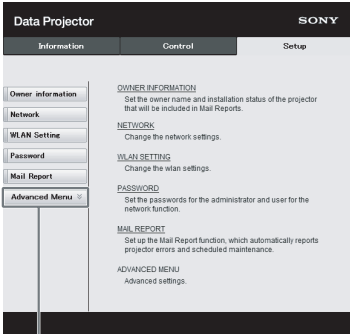 Data Projector
SONY
Information
Control
Setup
Owner information
Network
WLAN Setting
Password
Mail Report
Advanced Menu
OWNER INFORMATION
Set the owner name and installation status of the projector
that will be included in Mail Reports.
NETWORK
Change the network settings.
WLAN SETTING
Change the wlan settings.
PASSWORD
Set the passwords for the administrator and user for the
network function.
MAIL REPORT
Set up the Mail Report function, which automatically reports
projector errors and scheduled maintenance.
ADVANCED MENU
Advanced settings.